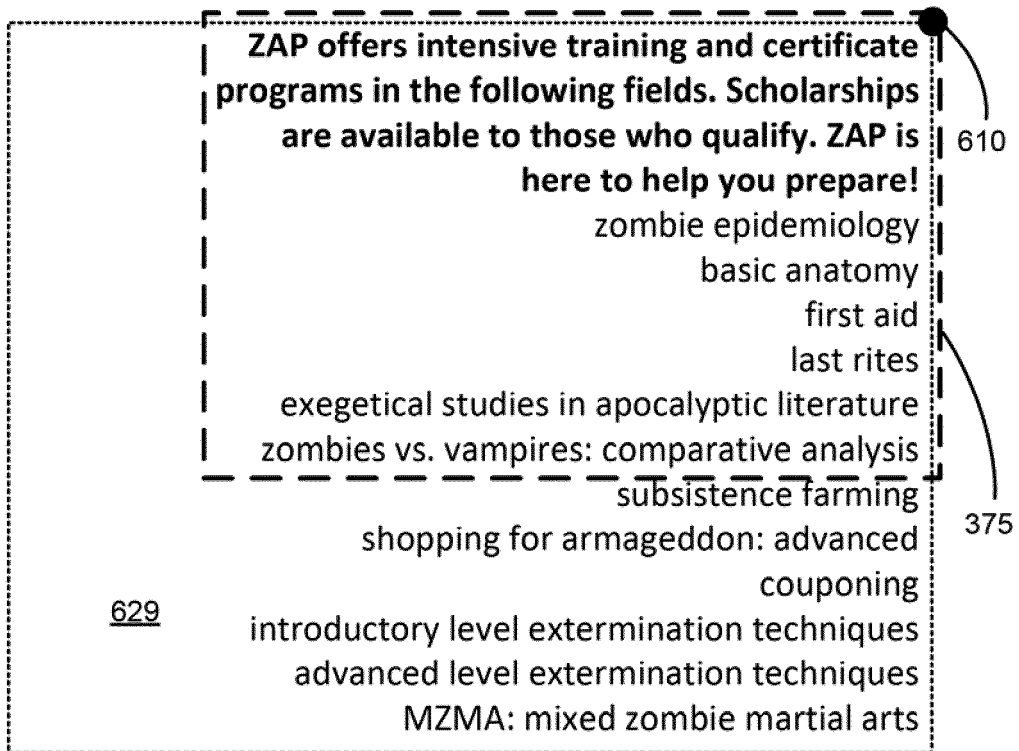 ZAP offers intensive training and certificate
programs in the following fields. Scholarships
are available to those who qualify. ZAP is
here to help you prepare!
610
zombie epidemiology
basic anatomy
first aid
last rites
exegetical studies in apocalyptic literature
zombies vs. vampires: comparative analysis
subsistence farming
375
shopping for armageddon: advanced
couponing
629
introductory level extermination techniques
advanced level extermination techniques
MZMA: mixed zombie martial arts